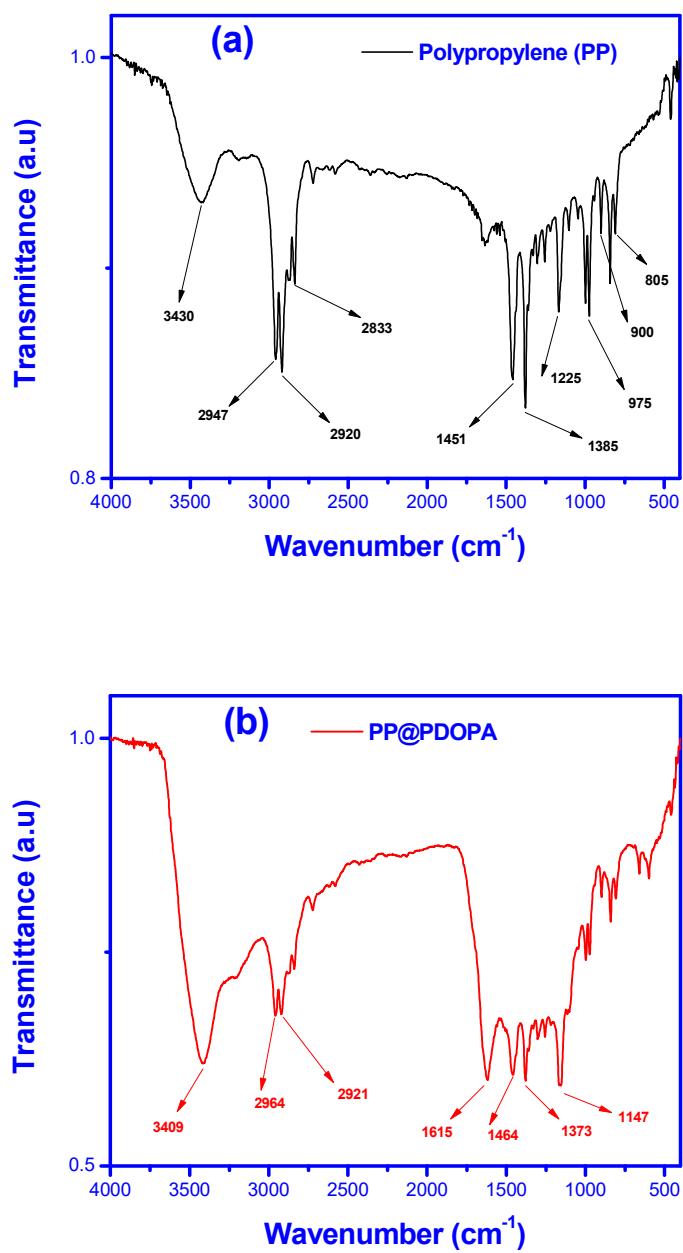 (a)
Polypropylene (PP)
1.0
Transmittance (a.u)
3430
2833
805
900
2947
1225
975
2920
1451
1385
0.8
4000 3500 3000 2500 2000 1500 1000 500
Wavenumber (cm-1)
(b)
PP@PDOPA
1.0
Transmittance (a.u)
3409
2964
2921
1615
1464
1373
1147
0.5
4000 3500 3000 2500 2000 1500 1000 500
Wavenumber (cm-1)